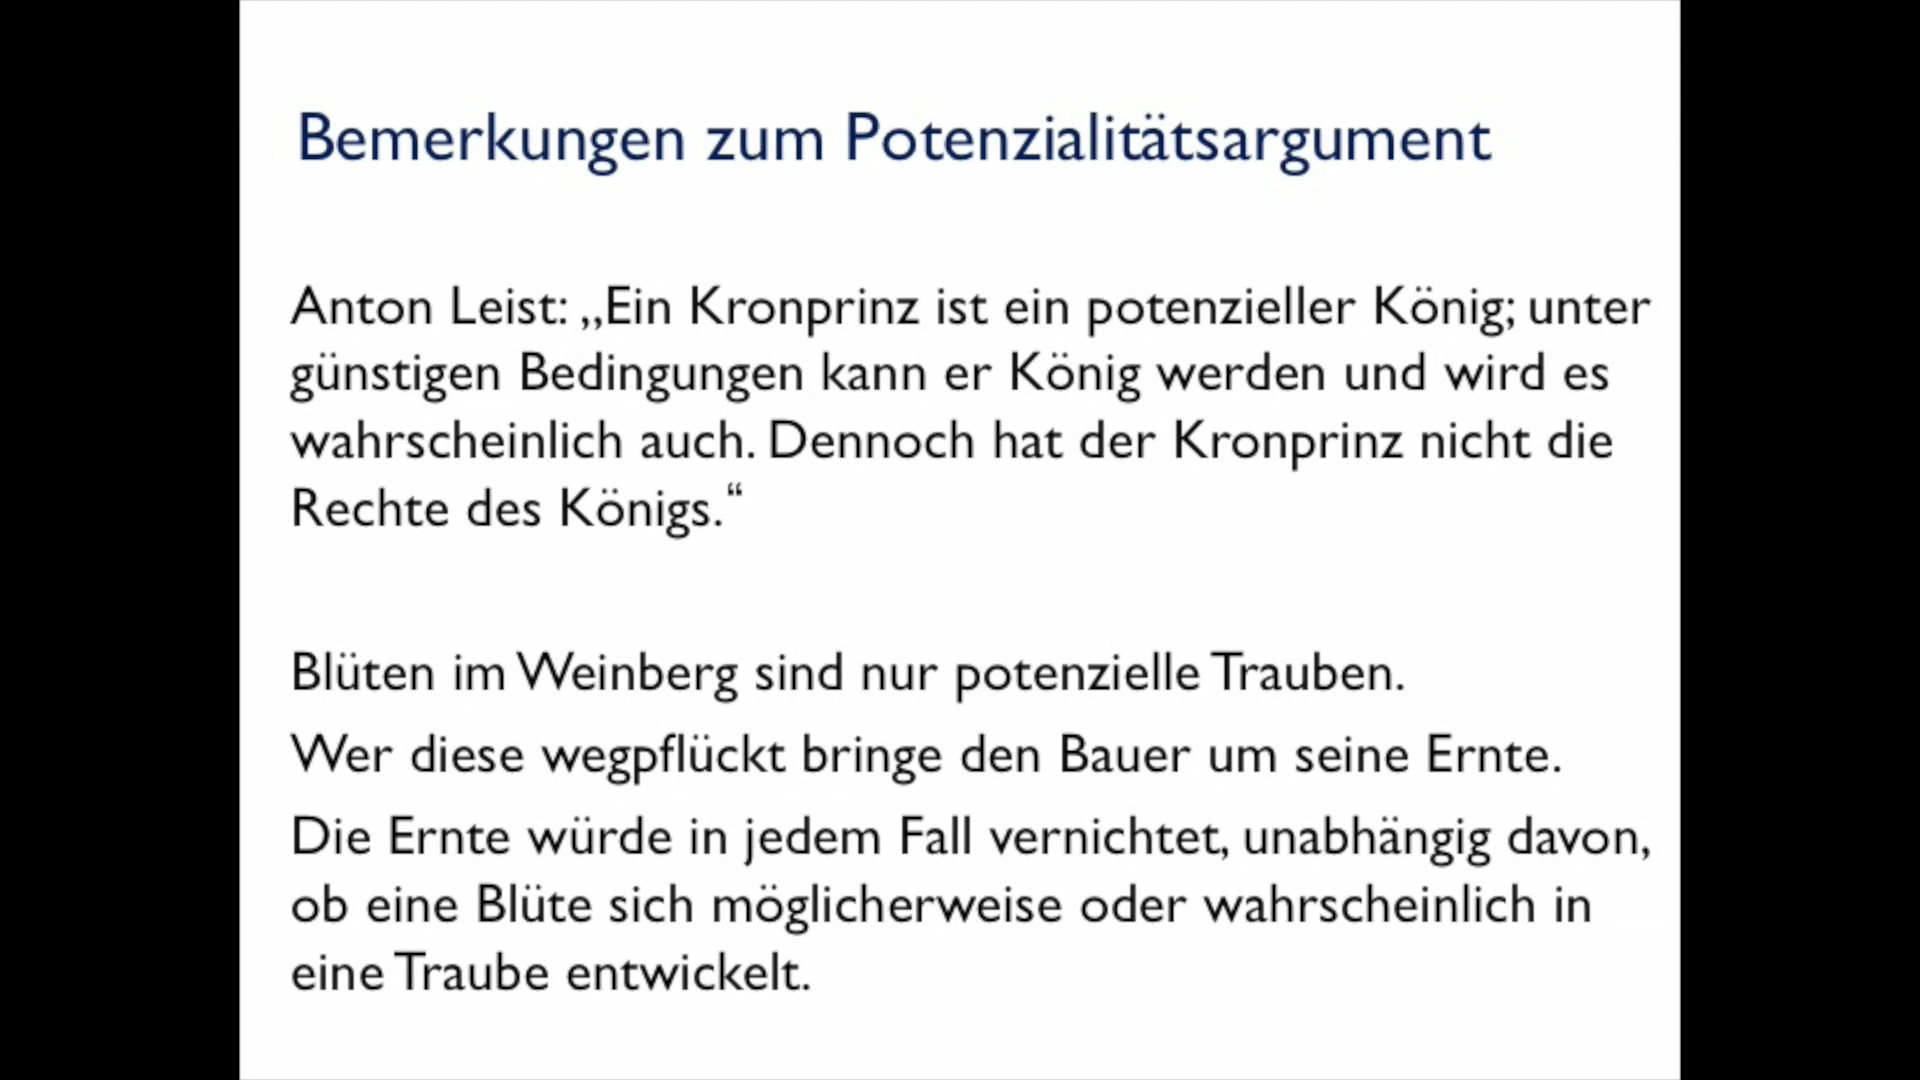 Bemerkungen zum Potenzialitätsargument
Anton Leist: „Ein Kronprinz ist ein potenzieller König; unter
günstigen Bedingungen kann er König werden und wird es
wahrscheinlich auch. Dennoch hat der Kronprinz nicht die
Rechte des Königs.“
Blüten im Weinberg sind nur potenzielle Trauben.
Wer diese wegpflückt bringe den Bauer um seine Ernte.
Die Ernte würde in jedem Fall vernichtet, unabhängig davon,
ob eine Blüte sich möglicherweise oder wahrscheinlich in
eine Traube entwickelt.